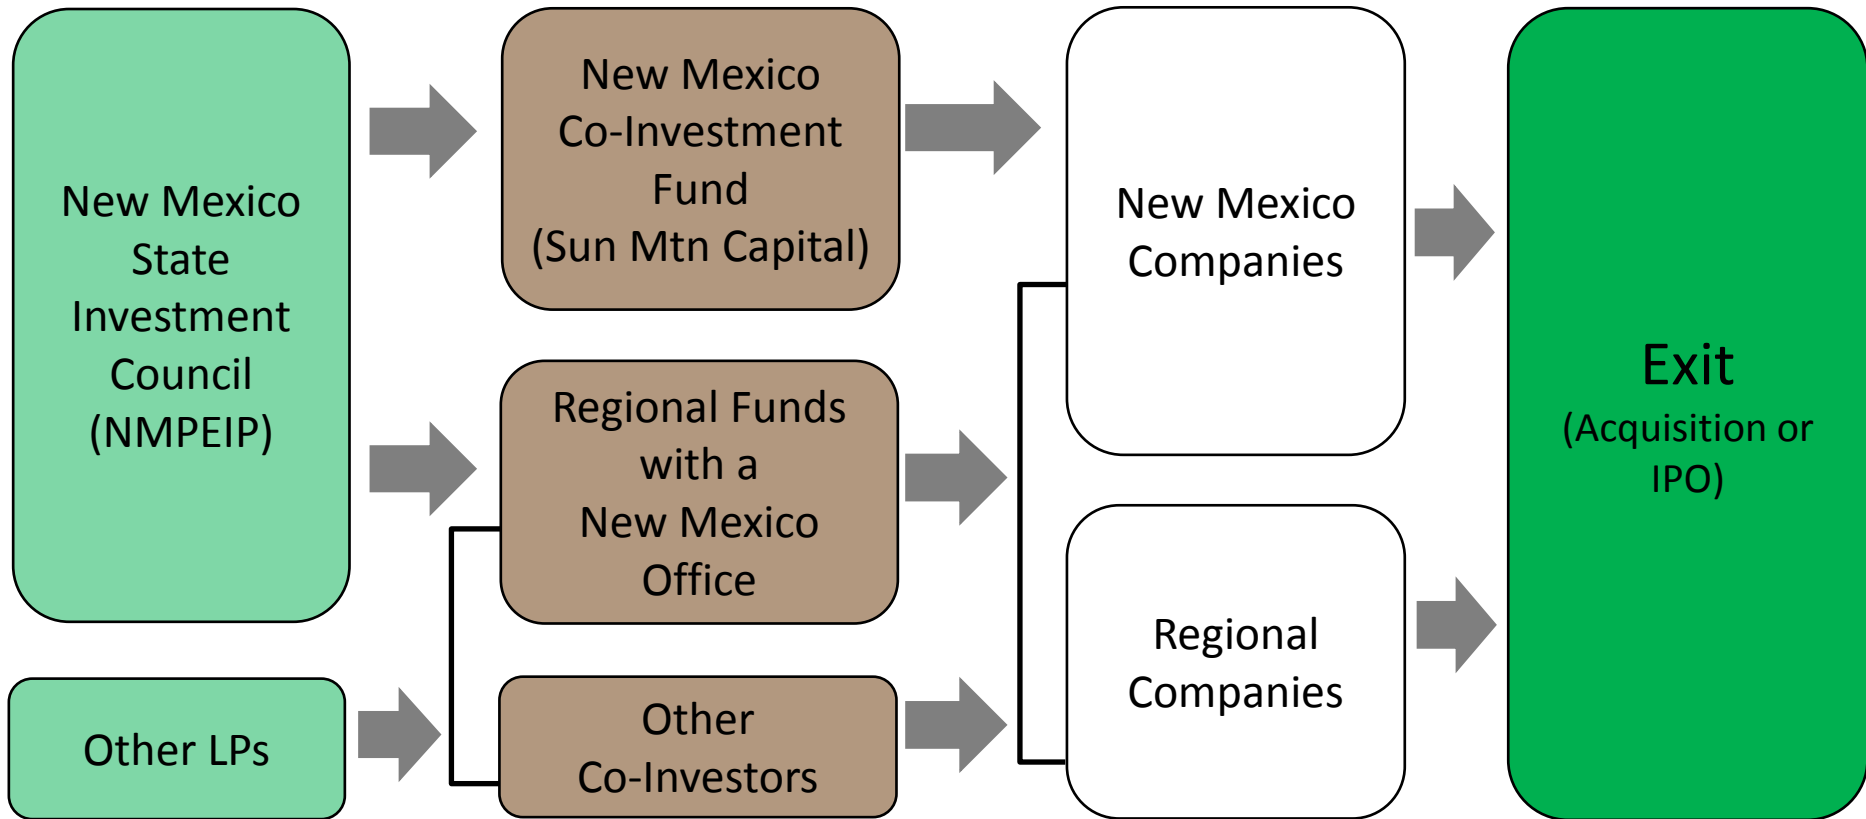 New Mexico
State
Investment
Council
(NMPEIP)
Other LPs
New Mexico
Co-Investment
Fund
(Sun Mtn Capital)
Regional Funds
with a
New Mexico
Office
Other
Co-Investors
New Mexico
Companies
Regional
Companies
Exit
(Acquisition or
IPO)